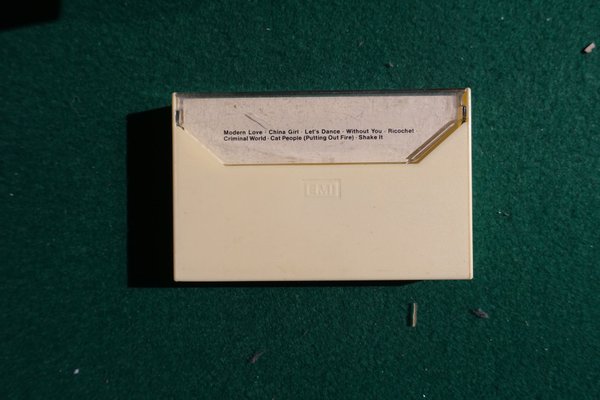 Modern Love · China Girl · Let's Dance · Without You · Ricochet ·
Criminal World · Cat People (Putting Out Fire) · Shake It
EMI